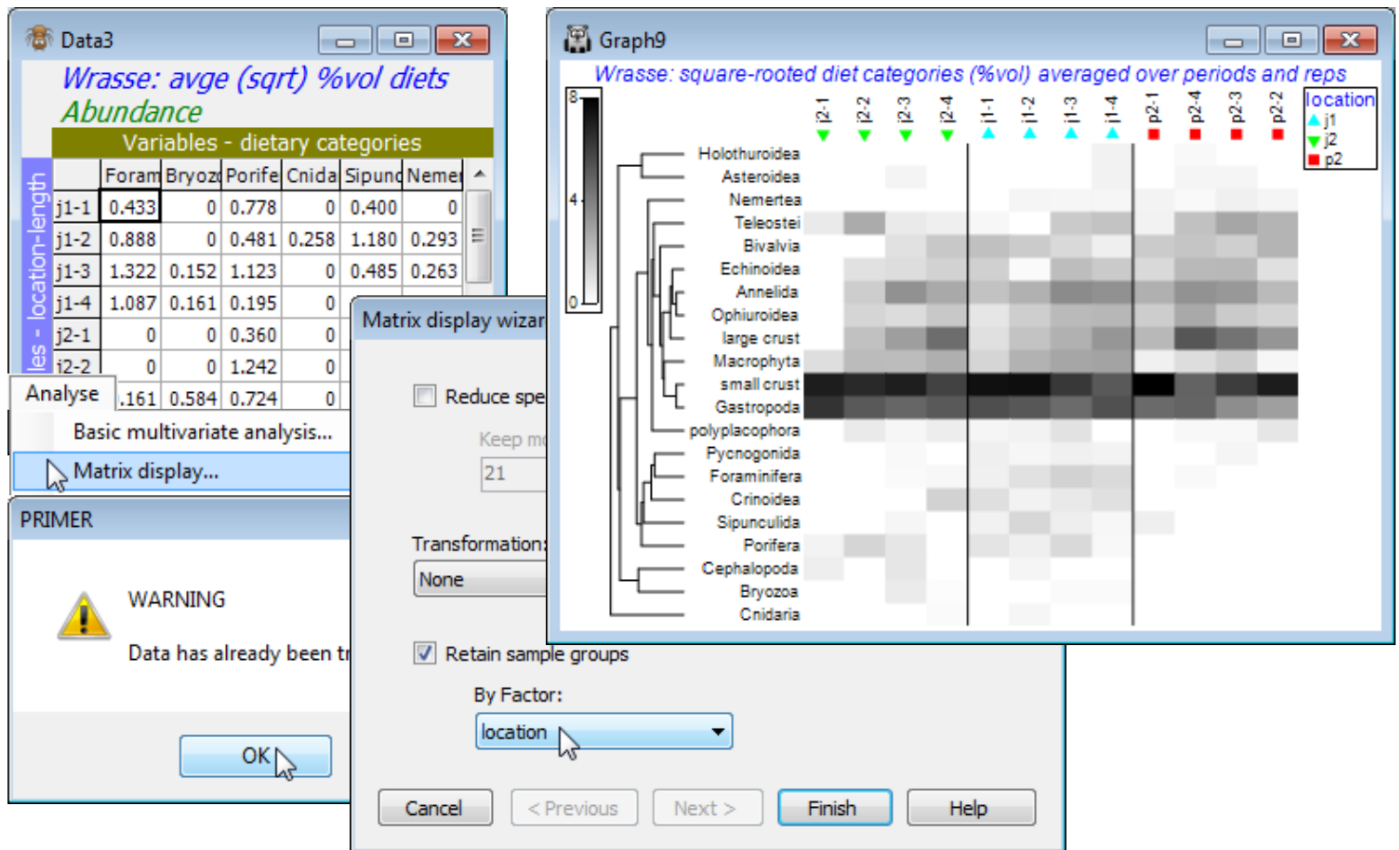 Data3
Wrasse: avge (sqrt) %vol diets
Abundance
Variables - dietary categories
Foram Bryozo Porife Cnida Sipunc Nemer
les - location-length
j1-1 0.433 0 0.778 0 0.400 0
j1-2 0.888 0 0.481 0.258 1.180 0.293
j1-3 1.322 0.152 1.123 0 0.485 0.263
j1-4 1.087 0.161 0.195 0
j2-1 0 0 0.360 0
j2-2 0 0 1.242 0
.161 0.584 0.724 0
Analyse
Basic multivariate analysis...
Matrix display...
PRIMER
WARNING
Data has already been tr
OK
Matrix display wizar
Reduce spe
Keep mo
21
Transformation:
None
Retain sample groups
By Factor:
location
Cancel < Previous Next > Finish Help
Graph9
Wrasse: square-rooted diet categories (%vol) averaged over periods and reps
8
4
0
j2-1 j2-2 j2-3 j2-4 j1-1 j1-2 j1-3 j1-4 p2-1 p2-4 p2-3 p2-2
location
j1
j2
p2
Holothuroidea
Asteroidea
Nemertea
Teleostei
Bivalvia
Echinoidea
Annelida
Ophiuroidea
large crust
Macrophyta
small crust
Gastropoda
polyplacophora
Pycnogonida
Foraminifera
Crinoidea
Sipunculida
Porifera
Cephalopoda
Bryozoa
Cnidaria